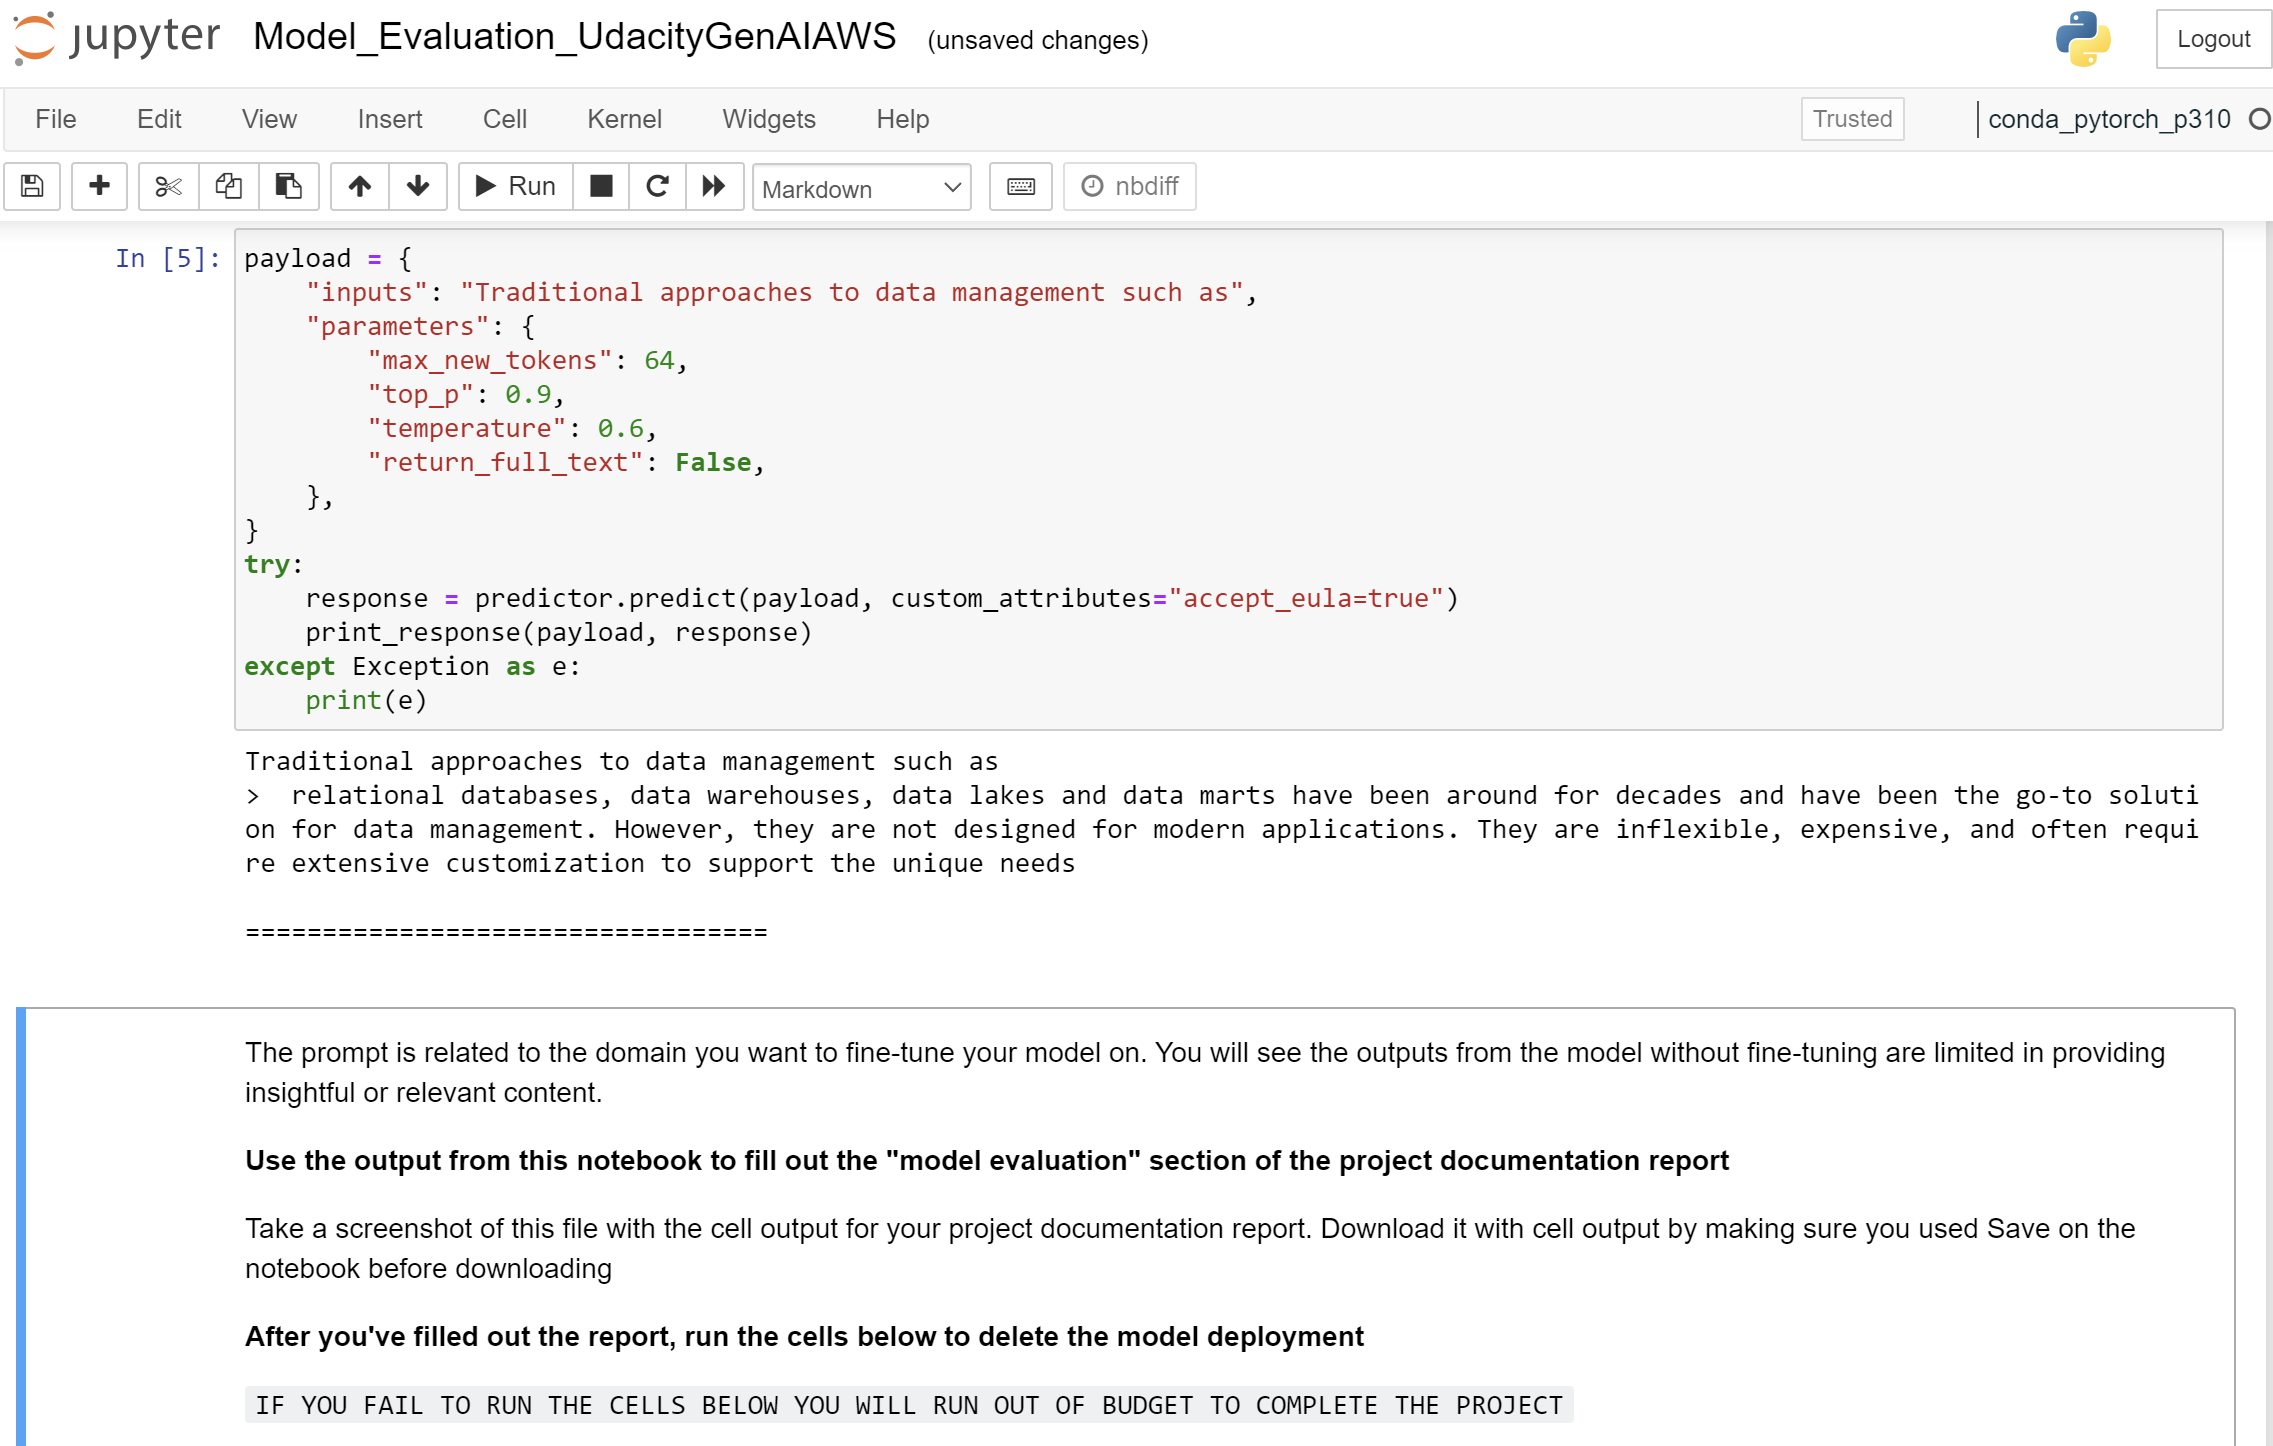 jupyter Model_Evaluation_UdacityGenAIAWS (unsaved changes) Logout
File Edit View Insert Cell Kernel Widgets Help Trusted conda_pytorch_p310
Run Markdown nbdiff
In [5]: payload = {
    "inputs": "Traditional approaches to data management such as",
    "parameters": {
        "max_new_tokens": 64,
        "top_p": 0.9,
        "temperature": 0.6,
        "return_full_text": False,
    },
}
try:
    response = predictor.predict(payload, custom_attributes="accept_eula=true")
    print_response(payload, response)
except Exception as e:
    print(e)
Traditional approaches to data management such as
>  relational databases, data warehouses, data lakes and data marts have been around for decades and have been the go-to soluti
on for data management. However, they are not designed for modern applications. They are inflexible, expensive, and often requi
re extensive customization to support the unique needs
==================================
The prompt is related to the domain you want to fine-tune your model on. You will see the outputs from the model without fine-tuning are limited in providing
insightful or relevant content.
Use the output from this notebook to fill out the "model evaluation" section of the project documentation report
Take a screenshot of this file with the cell output for your project documentation report. Download it with cell output by making sure you used Save on the
notebook before downloading
After you've filled out the report, run the cells below to delete the model deployment
IF YOU FAIL TO RUN THE CELLS BELOW YOU WILL RUN OUT OF BUDGET TO COMPLETE THE PROJECT